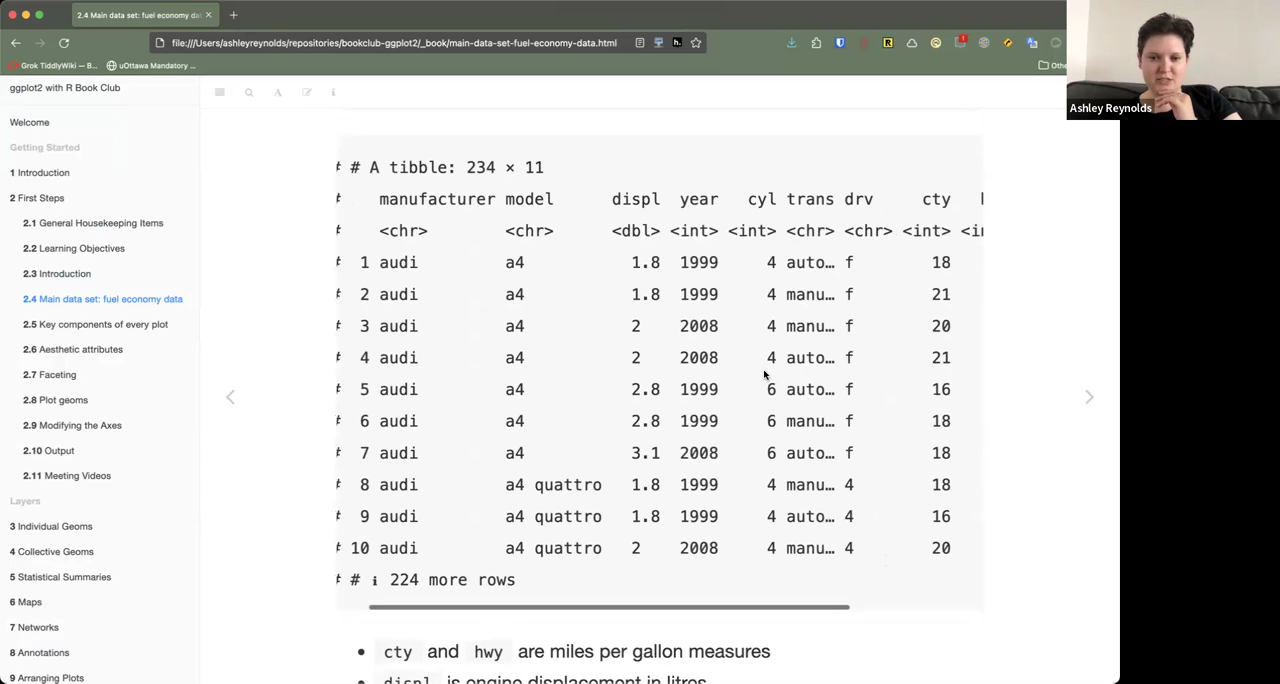 2.4 Main data set: fuel economy da
file:///Users/ashleyreynolds/repositories/bookclub-ggplot2/_book/main-data-set-fuel-economy-data.html
Grok TiddlyWiki — B...
uOttawa Mandatory ...
Othe
Ashley Reynolds
ggplot2 with R Book Club
Welcome
Getting Started
1 Introduction
2 First Steps
2.1 General Housekeeping Items
2.2 Learning Objectives
2.3 Introduction
2.4 Main data set: fuel economy data
2.5 Key components of every plot
2.6 Aesthetic attributes
2.7 Faceting
2.8 Plot geoms
2.9 Modifying the Axes
2.10 Output
2.11 Meeting Videos
Layers
3 Individual Geoms
4 Collective Geoms
5 Statistical Summaries
6 Maps
7 Networks
8 Annotations
9 Arranging Plots
# # A tibble: 234 × 11
# manufacturer model displ year cyl trans drv cty
# <chr> <chr> <dbl> <int> <int> <chr> <chr> <int> <in
# 1 audi a4 1.8 1999 4 auto… f 18
# 2 audi a4 1.8 1999 4 manu… f 21
# 3 audi a4 2 2008 4 manu… f 20
# 4 audi a4 2 2008 4 auto… f 21
# 5 audi a4 2.8 1999 6 auto… f 16
# 6 audi a4 2.8 1999 6 manu… f 18
# 7 audi a4 3.1 2008 6 auto… f 18
# 8 audi a4 quattro 1.8 1999 4 manu… 4 18
# 9 audi a4 quattro 1.8 1999 4 auto… 4 16
# 10 audi a4 quattro 2 2008 4 manu… 4 20
# # ℹ 224 more rows
• cty and hwy are miles per gallon measures
displ is engine displacement in litres